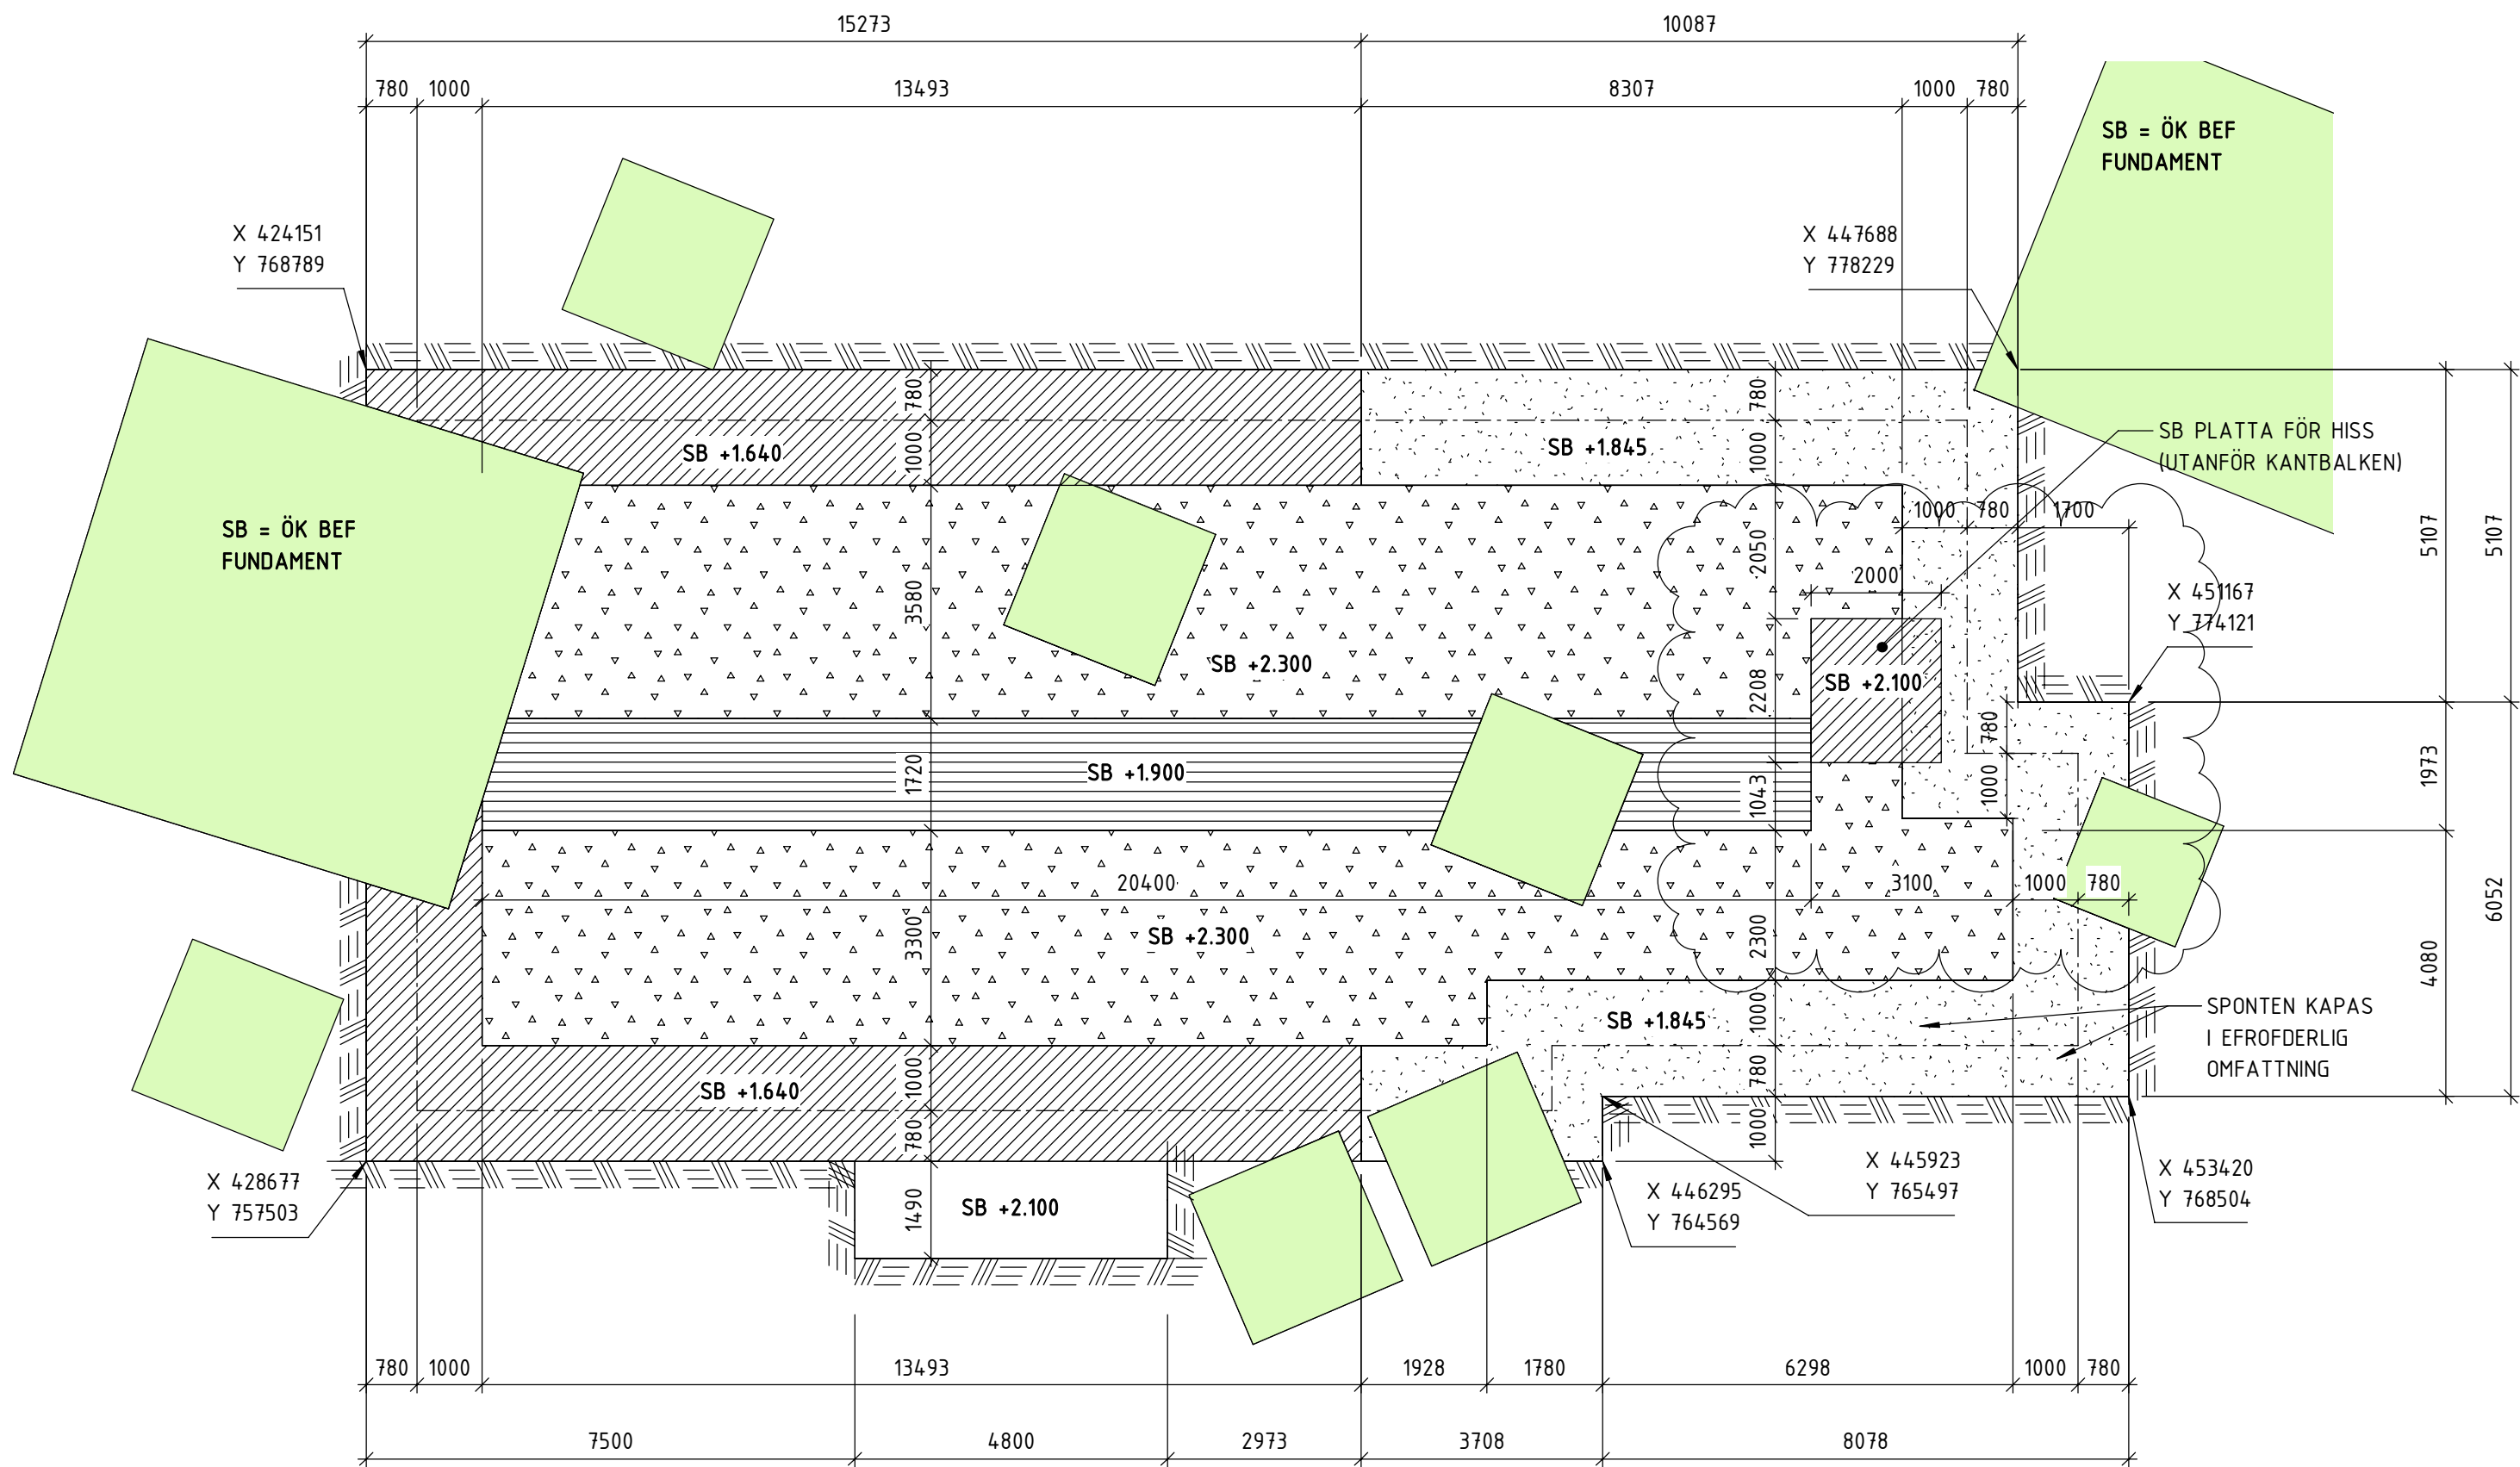 15273
10087
780
1000
13493
8307
1000
780
SB = ÖK BEF
FUNDAMENT
X 424151
Y 768789
X 447688
Y 778229
780
780
SB PLATTA FÖR HISS
(UTANFÖR KANTBALKEN)
SB +1.640
1000
SB +1.845
1000
1000
780
1700
5107
5107
SB = ÖK BEF
FUNDAMENT
2050
2000
3580
X 451167
Y 774121
SB +2.300
2208
SB +2.100
780
1720
SB +1.900
1043
1000
1973
20400
3100
1000
780
6052
3300
SB +2.300
2300
4080
SB +1.845
1000
SPONTEN KAPAS
I EFROFDERLIG
OMFATTNING
SB +1.640
1000
780
780
1000
X 428677
Y 757503
1490
SB +2.100
X 446295
Y 764569
X 445923
Y 765497
X 453420
Y 768504
780
1000
13493
1928
1780
6298
1000
780
7500
4800
2973
3708
8078